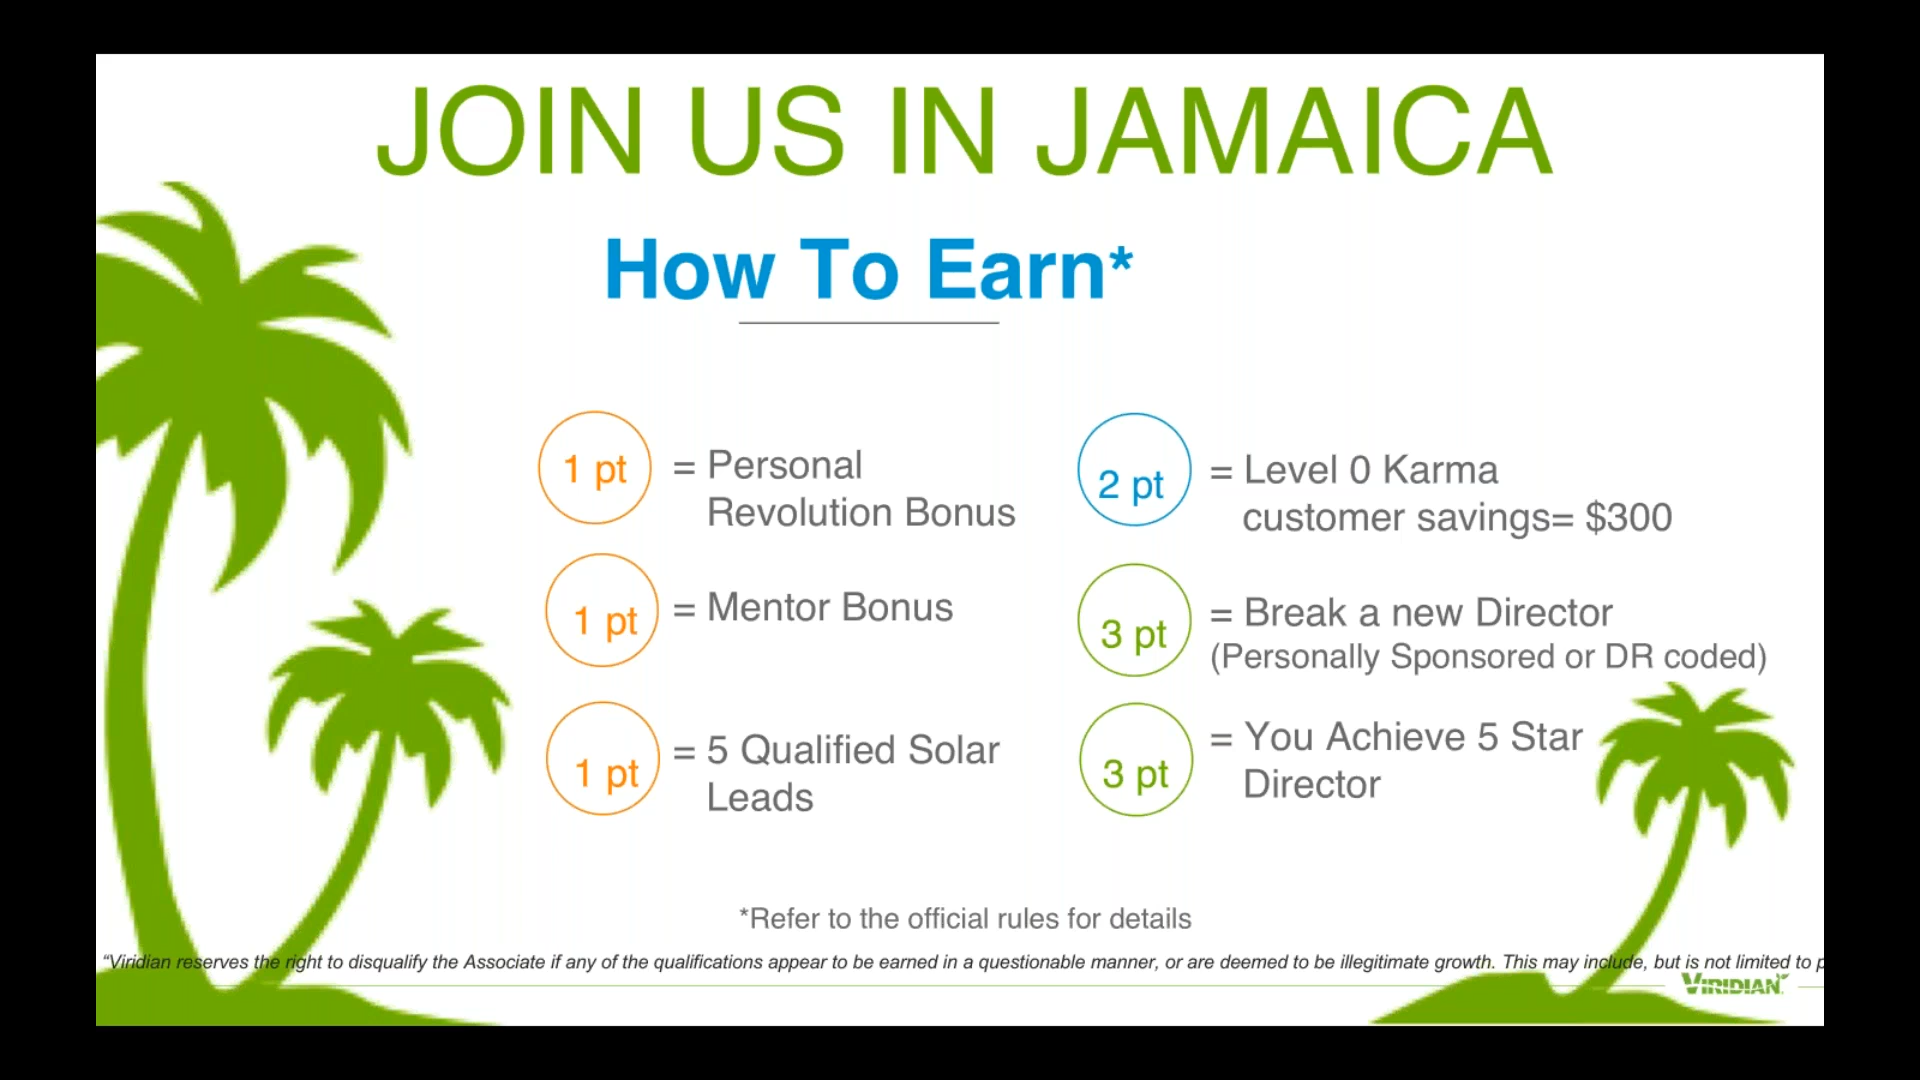 JOIN US IN JAMAICA
How To Earn*
1 pt = Personal
Revolution Bonus
1 pt = Mentor Bonus
1 pt = 5 Qualified Solar
Leads
2 pt = Level 0 Karma
customer savings= $300
3 pt = Break a new Director
(Personally Sponsored or DR coded)
3 pt = You Achieve 5 Star
Director
*Refer to the official rules for details
“Viridian reserves the right to disqualify the Associate if any of the qualifications appear to be earned in a questionable manner, or are deemed to be illegitimate growth. This may include, but is not limited to
VIRIDIAN